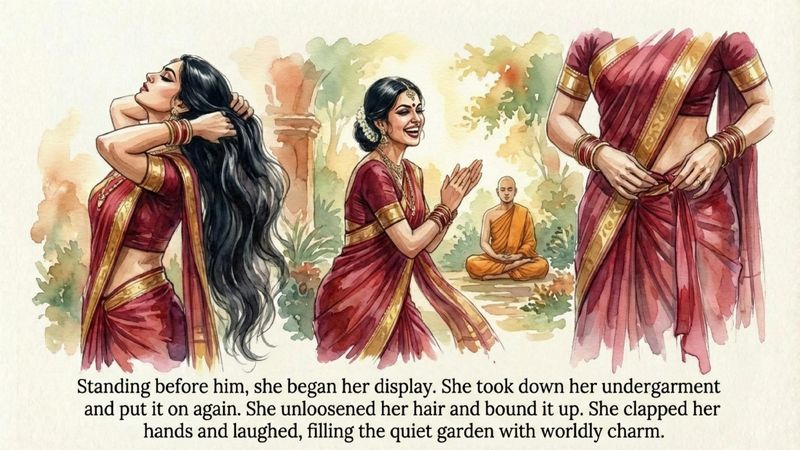 Standing before him, she began her display. She took down her undergarment
and put it on again. She unloosened her hair and bound it up. She clapped her
hands and laughed, filling the quiet garden with worldly charm.